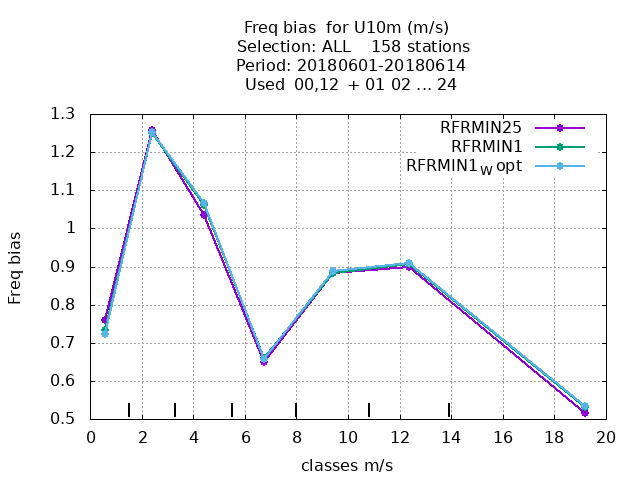 Freq bias  for U10m (m/s)
Selection: ALL    158 stations
Period: 20180601-20180614
Used  00,12  + 01 02 ... 24
RFRMIN25
RFRMIN1
RFRMIN1W opt
1.3
1.2
1.1
1
0.9
0.8
0.7
0.6
0.5
Freq bias
0 2 4 6 8 10 12 14 16 18 20
classes m/s